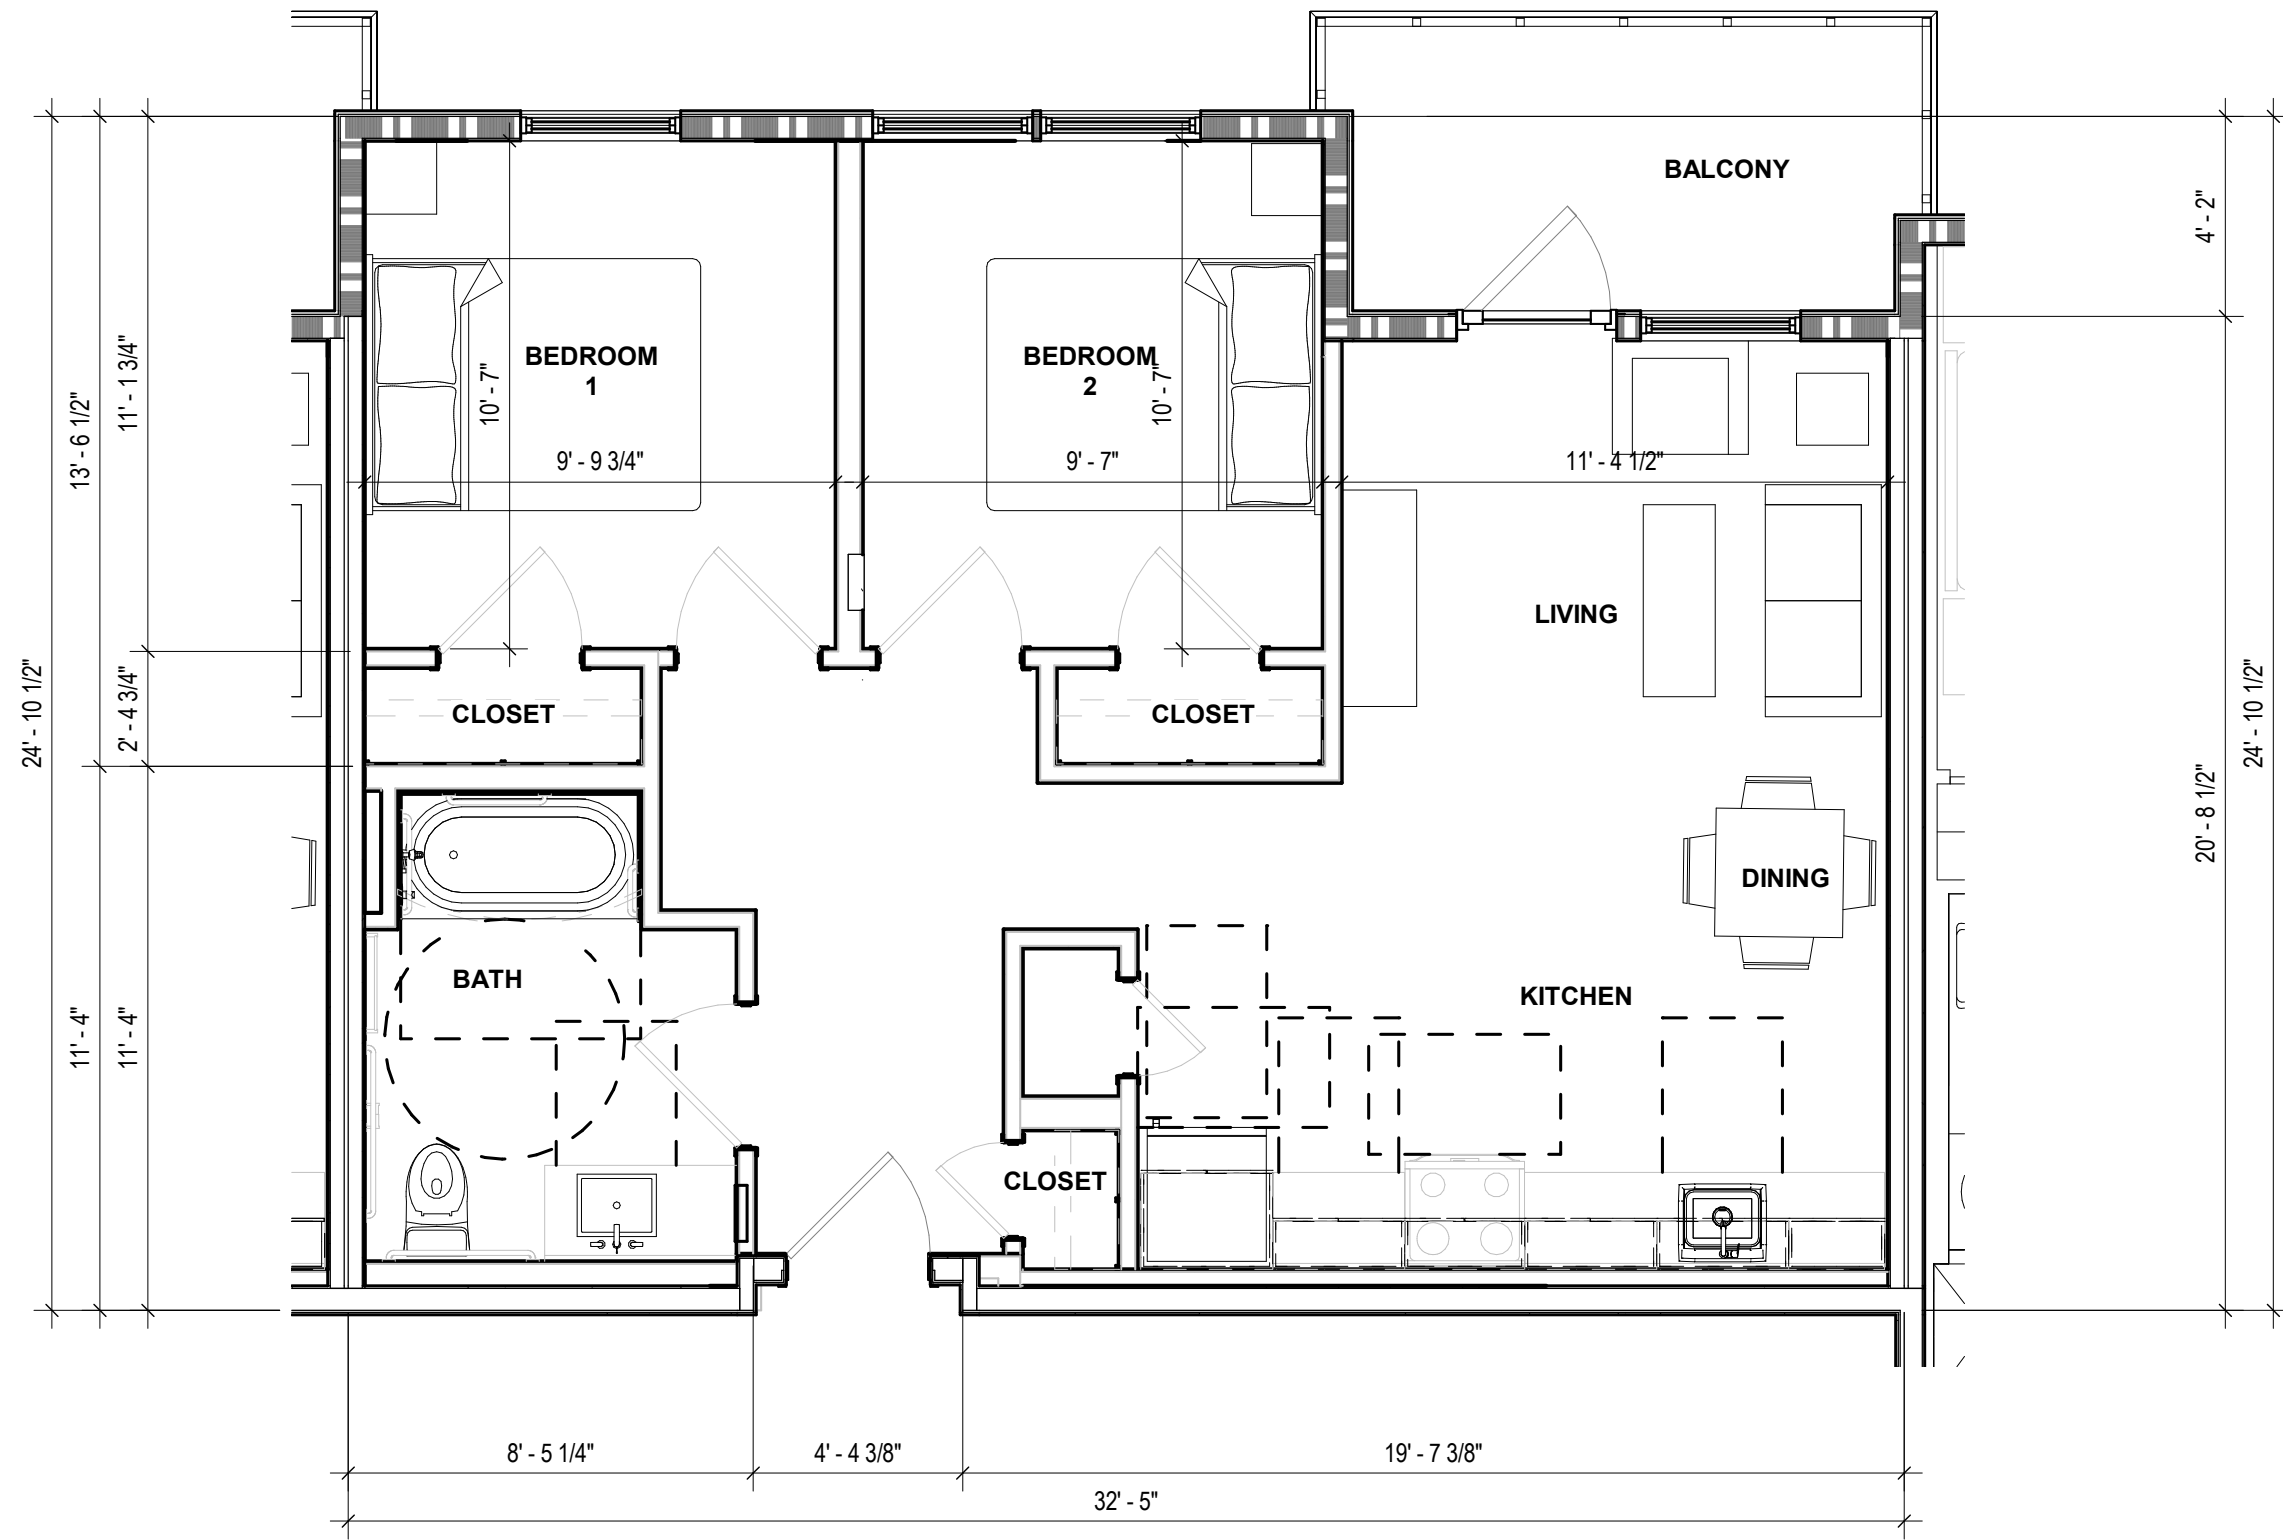 BALCONY
4' - 2"
11' - 1 3/4"
13' - 6 1/2"
BEDROOM
1
10' - 7"
BEDROOM
2
10' - 7"
9' - 9 3/4"
9' - 7"
11' - 4 1/2"
LIVING
24' - 10 1/2"
2' - 4 3/4"
CLOSET
CLOSET
24' - 10 1/2"
20' - 8 1/2"
DINING
BATH
KITCHEN
11' - 4"
11' - 4"
CLOSET
8' - 5 1/4"
4' - 4 3/8"
19' - 7 3/8"
32' - 5"